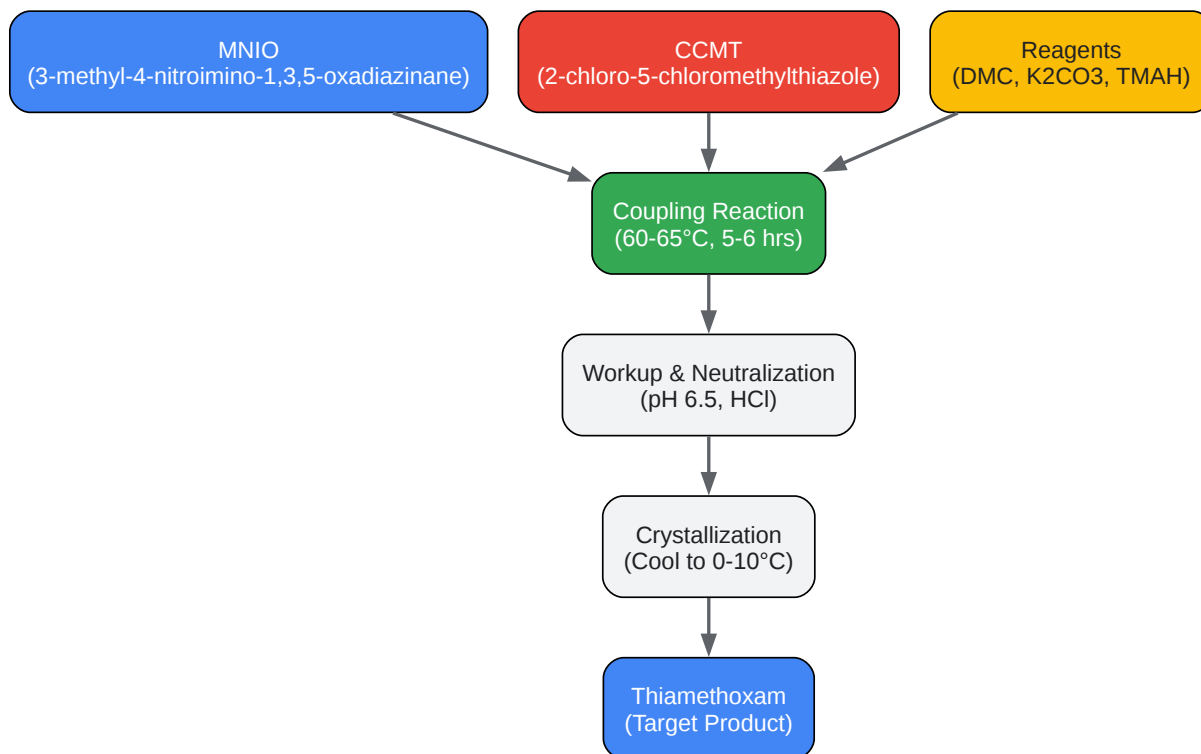 MNIO
(3-methyl-4-nitroimino-1,3,5-oxadiazinane)
CCMT
(2-chloro-5-chloromethylthiazole)
Reagents
(DMC, K2CO3, TMAH)
Coupling Reaction
(60-65°C, 5-6 hrs)
Workup & Neutralization
(pH 6.5, HCl)
Crystallization
(Cool to 0-10°C)
Thiamethoxam
(Target Product)